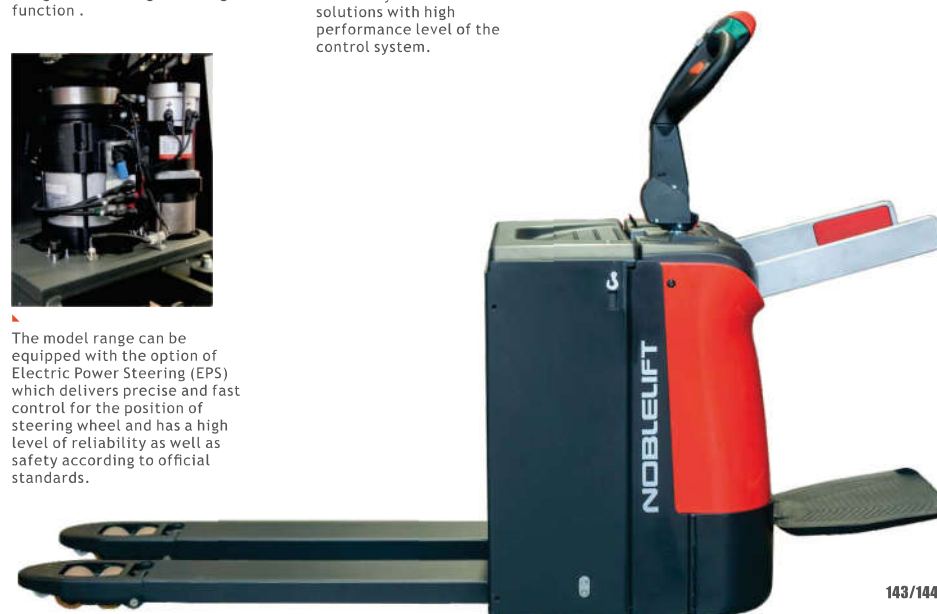 function .
solutions with high
performance level of the
control system.
The model range can be
equipped with the option of
Electric Power Steering (EPS)
which delivers precise and fast
control for the position of
steering wheel and has a high
level of reliability as well as
safety according to official
standards.
NOBLELIFT
143/144